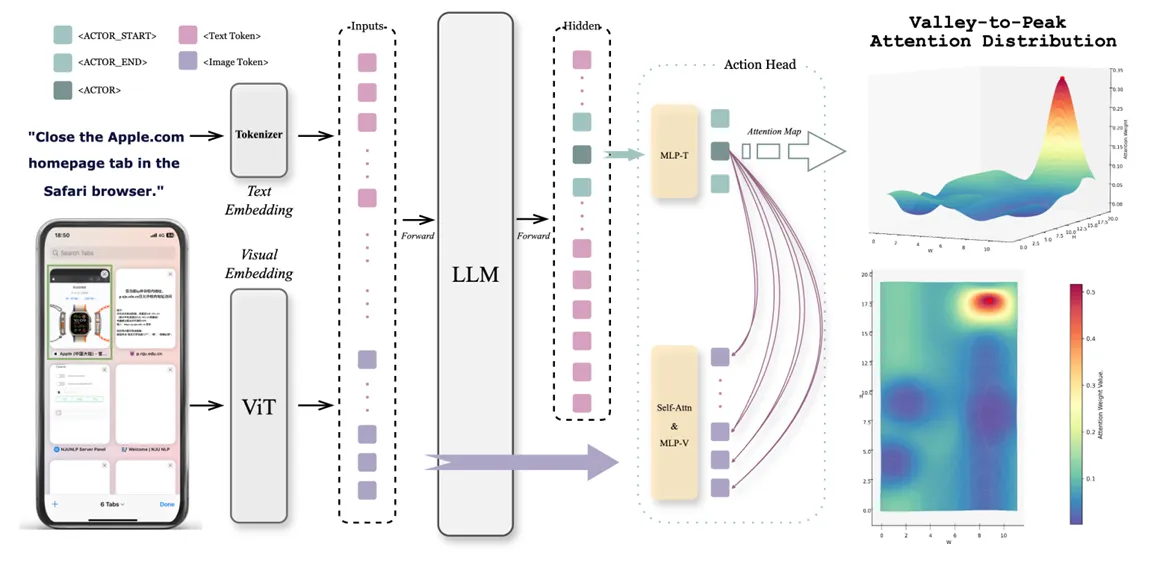 <ACTOR_START>
<Text Token>
<ACTOR_END>
<Image Token>
<ACTOR>
"Close the Apple.com
homepage tab in the
Safari browser."
Tokenizer
Text
Embedding
Visual
Embedding
ViT
18:50
4G
Search Tabs
Apple (中国大陆) - 官...
p.nju.edu.cn
NJUNLP Server Panel
Welcome | NJU NLP
+
6 Tabs
Done
Inputs
Forward
LLM
Forward
Hidden
Action Head
MLP-T
Attention Map
Self-Attn
&
MLP-V
Valley-to-Peak
Attention Distribution
0.35
0.30
0.25
0.20
0.15
0.10
0.05
0.00
Attention Weight
0
2
4
6
8
10
W
0.0
2.5
5.0
7.5
10.0
12.5
15.0
17.5
20.0
H
20.0
17.5
15.0
12.5
10.0
7.5
5.0
2.5
0.0
0
2
4
6
8
10
W
0.5
0.4
0.3
0.2
0.1
Attention Weight Value.